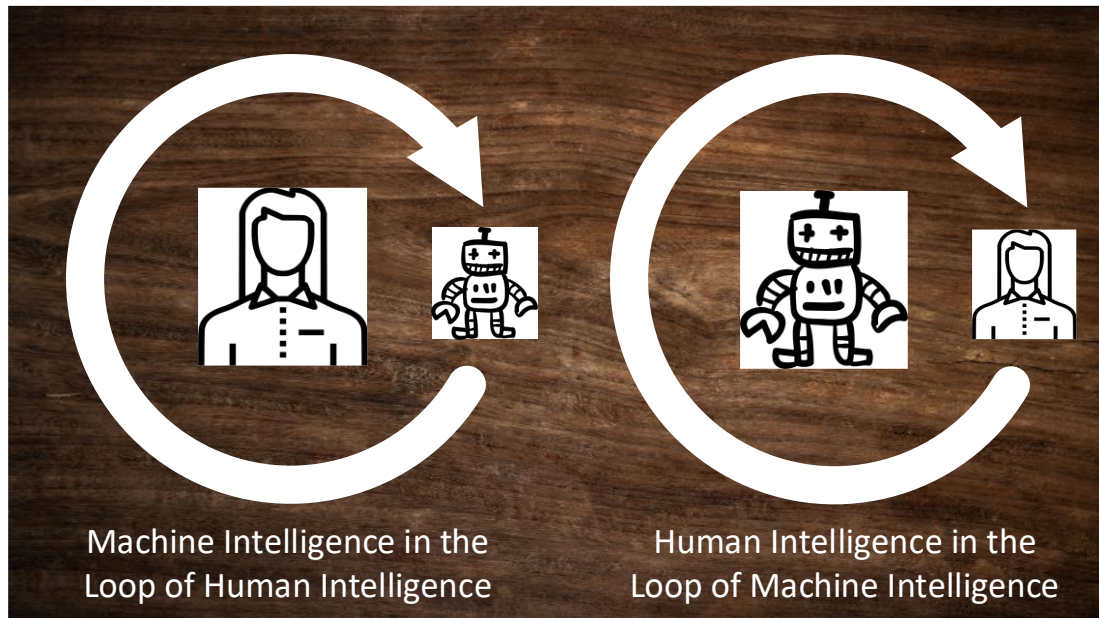 Machine Intelligence in the
Loop of Human Intelligence
Human Intelligence in the
Loop of Machine Intelligence